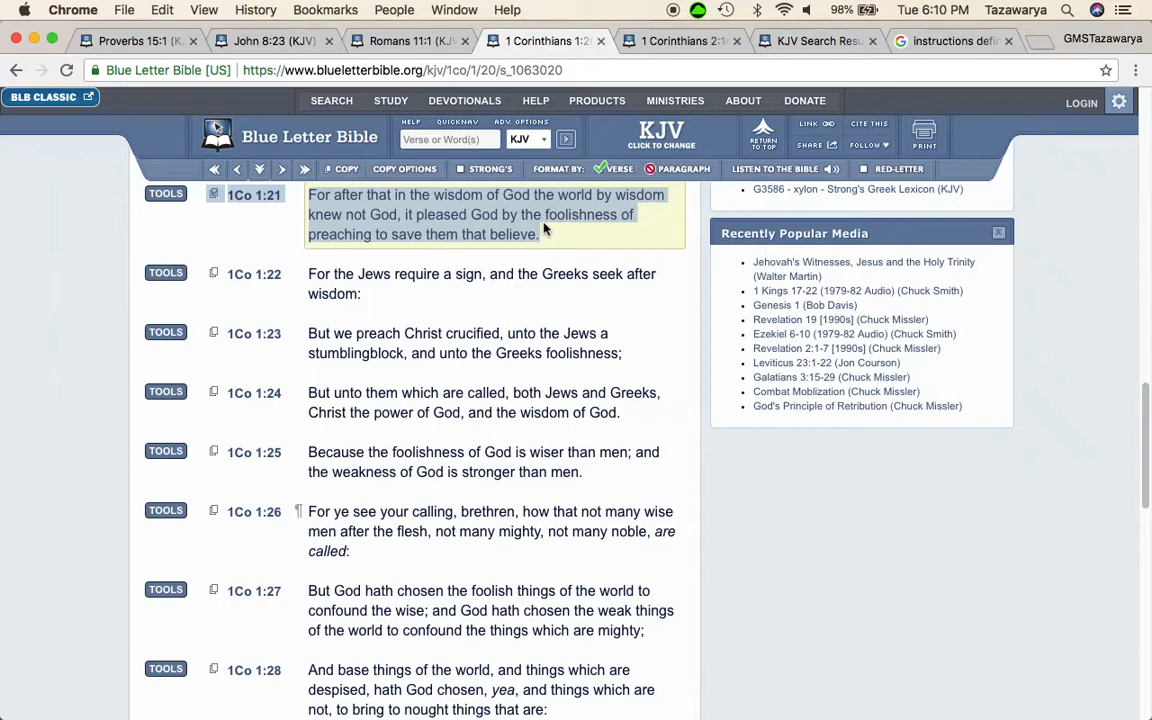 Chrome File Edit View History Bookmarks People Window Help 98% Tue 6:10 PM Tazawarya
Proverbs 15:1 (KJV) John 8:23 (KJV) Romans 11:1 (KJV) 1 Corinthians 1:2 1 Corinthians 2:1 KJV Search Res instructions defi GMSTazawarya
Blue Letter Bible [US] https://www.blueletterbible.org/kjv/1co/1/20/s_1063020
BLB CLASSIC SEARCH STUDY DEVOTIONALS HELP PRODUCTS MINISTRIES ABOUT DONATE LOGIN
HELP QUICKNAV ADV. OPTIONS
Blue Letter Bible Verse or Word(s) KJV
KJV
CLICK TO CHANGE
RETURN
TO TOP
LINK CITE THIS
SHARE FOLLOW
PRINT
COPY COPY OPTIONS STRONG'S FORMAT BY: VERSE PARAGRAPH LISTEN TO THE BIBLE RED-LETTER
TOOLS 1Co 1:21 For after that in the wisdom of God the world by wisdom
knew not God, it pleased God by the foolishness of
preaching to save them that believe.
TOOLS 1Co 1:22 For the Jews require a sign, and the Greeks seek after
wisdom:
TOOLS 1Co 1:23 But we preach Christ crucified, unto the Jews a
stumblingblock, and unto the Greeks foolishness;
TOOLS 1Co 1:24 But unto them which are called, both Jews and Greeks,
Christ the power of God, and the wisdom of God.
TOOLS 1Co 1:25 Because the foolishness of God is wiser than men; and
the weakness of God is stronger than men.
TOOLS 1Co 1:26 ¶ For ye see your calling, brethren, how that not many wise
men after the flesh, not many mighty, not many noble, are
called:
TOOLS 1Co 1:27 But God hath chosen the foolish things of the world to
confound the wise; and God hath chosen the weak things
of the world to confound the things which are mighty;
TOOLS 1Co 1:28 And base things of the world, and things which are
despised, hath God chosen, yea, and things which are
not, to bring to nought things that are:
G3586 - xylon - Strong's Greek Lexicon (KJV)
Recently Popular Media
Jehovah's Witnesses, Jesus and the Holy Trinity
(Walter Martin)
1 Kings 17-22 (1979-82 Audio) (Chuck Smith)
Genesis 1 (Bob Davis)
Revelation 19 [1990s] (Chuck Missler)
Ezekiel 6-10 (1979-82 Audio) (Chuck Smith)
Revelation 2:1-7 [1990s] (Chuck Missler)
Leviticus 23:1-22 (Jon Courson)
Galatians 3:15-29 (Chuck Missler)
Combat Moblization (Chuck Missler)
God's Principle of Retribution (Chuck Missler)